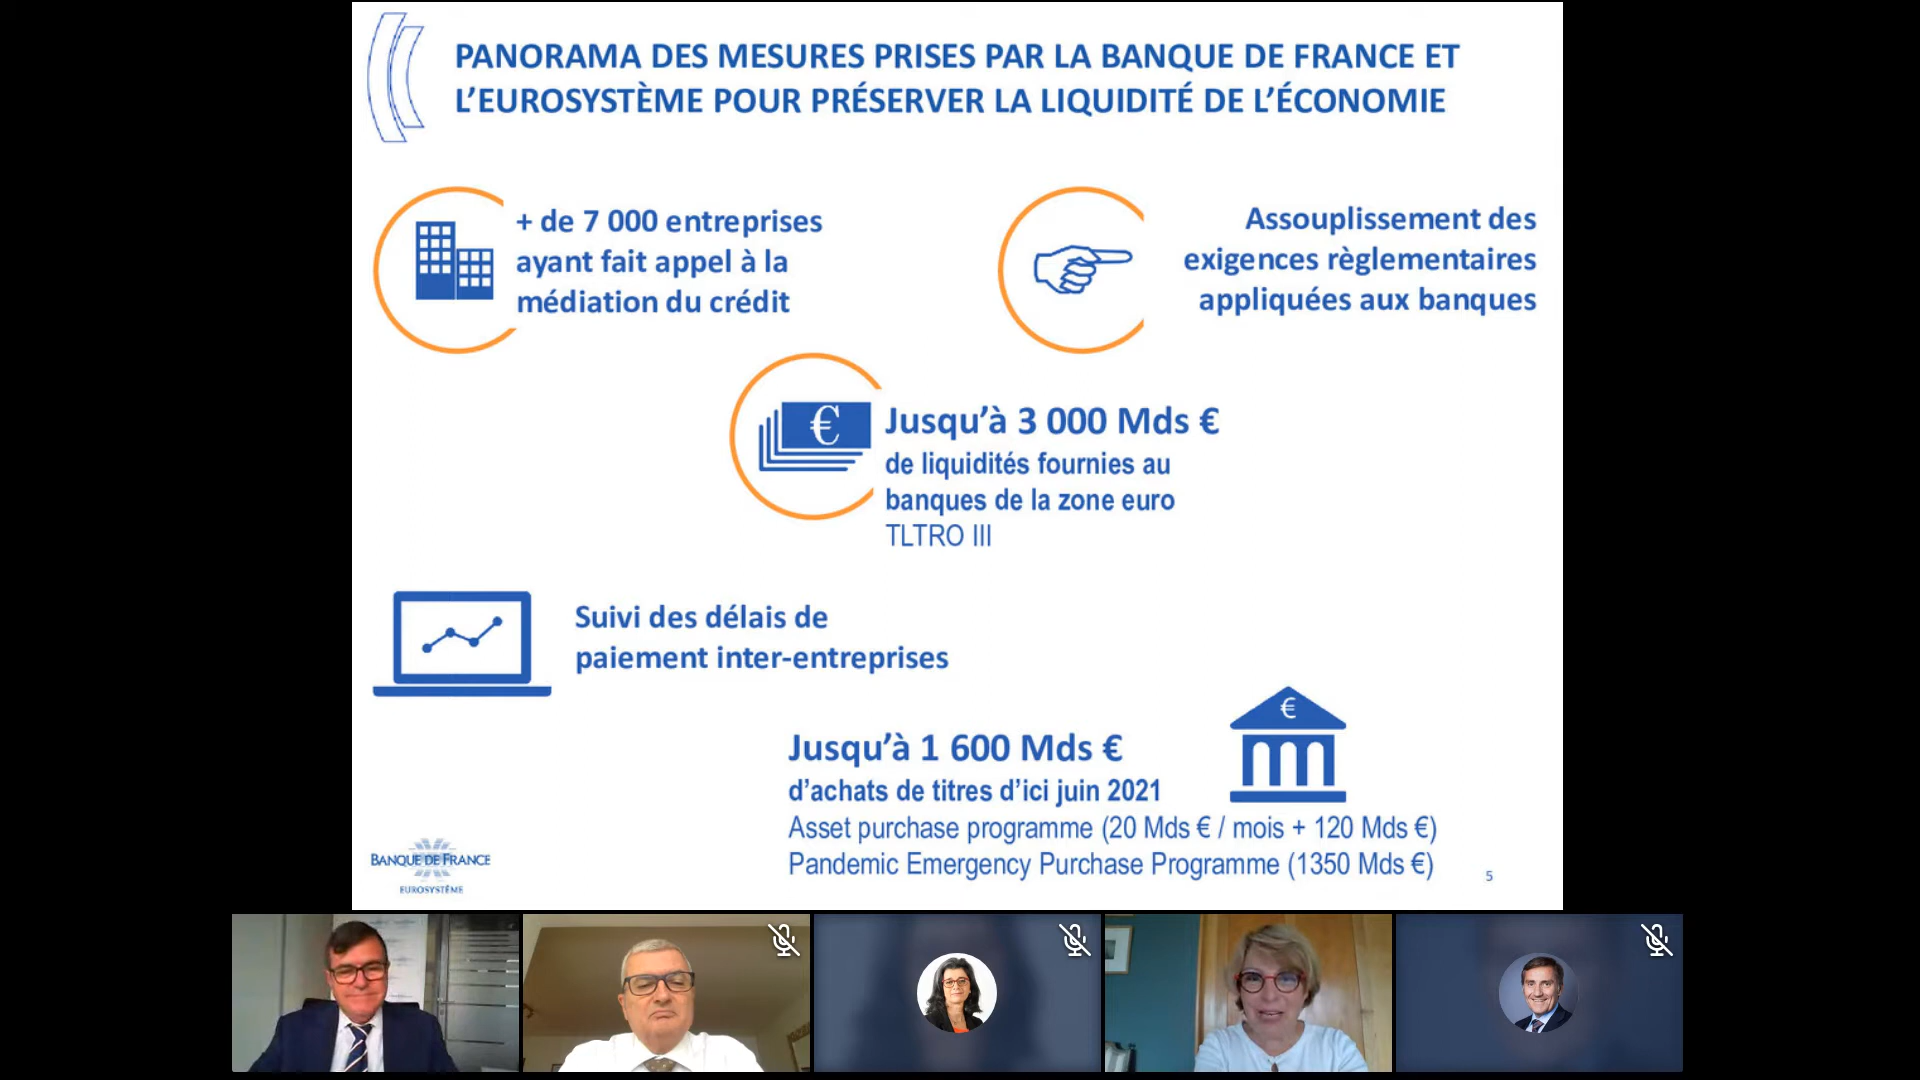 PANORAMA DES MESURES PRISES PAR LA BANQUE DE FRANCE ET
L’EUROSYSTÈME POUR PRÉSERVER LA LIQUIDITÉ DE L’ÉCONOMIE
+ de 7 000 entreprises
ayant fait appel à la
médiation du crédit
Assouplissement des
exigences règlementaires
appliquées aux banques
€
Jusqu’à 3 000 Mds €
de liquidités fournies au
banques de la zone euro
TLTRO III
Suivi des délais de
paiement inter-entreprises
€
Jusqu’à 1 600 Mds €
d’achats de titres d’ici juin 2021
Asset purchase programme (20 Mds € / mois + 120 Mds €)
Pandemic Emergency Purchase Programme (1350 Mds €)
BANQUE DE FRANCE
EUROSYSTÈME
5